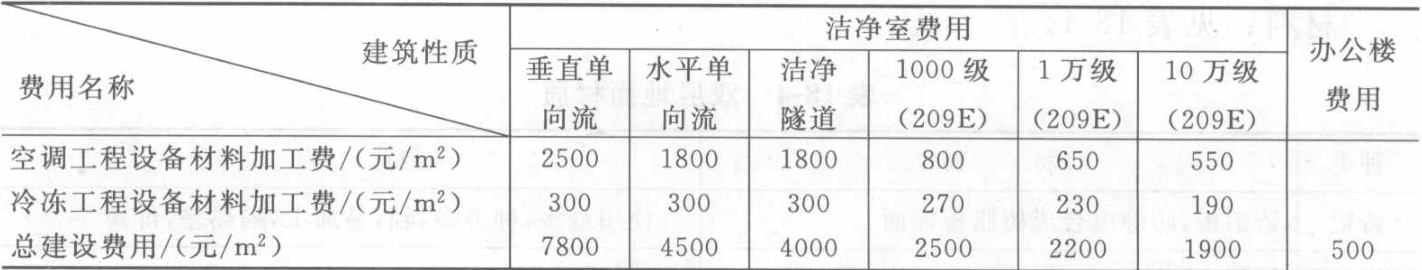 建筑性质
费用名称
洁净室费用
办公楼
费用
垂直单
向流
水平单
向流
洁净
隧道
1000 级
(209E)
1 万级
(209E)
10 万级
(209E)
空调工程设备材料加工费/(元/m²) 2500 1800 1800 800 650 550
冷冻工程设备材料加工费/(元/m²) 300 300 300 270 230 190
总建设费用/(元/m²) 7800 4500 4000 2500 2200 1900 500